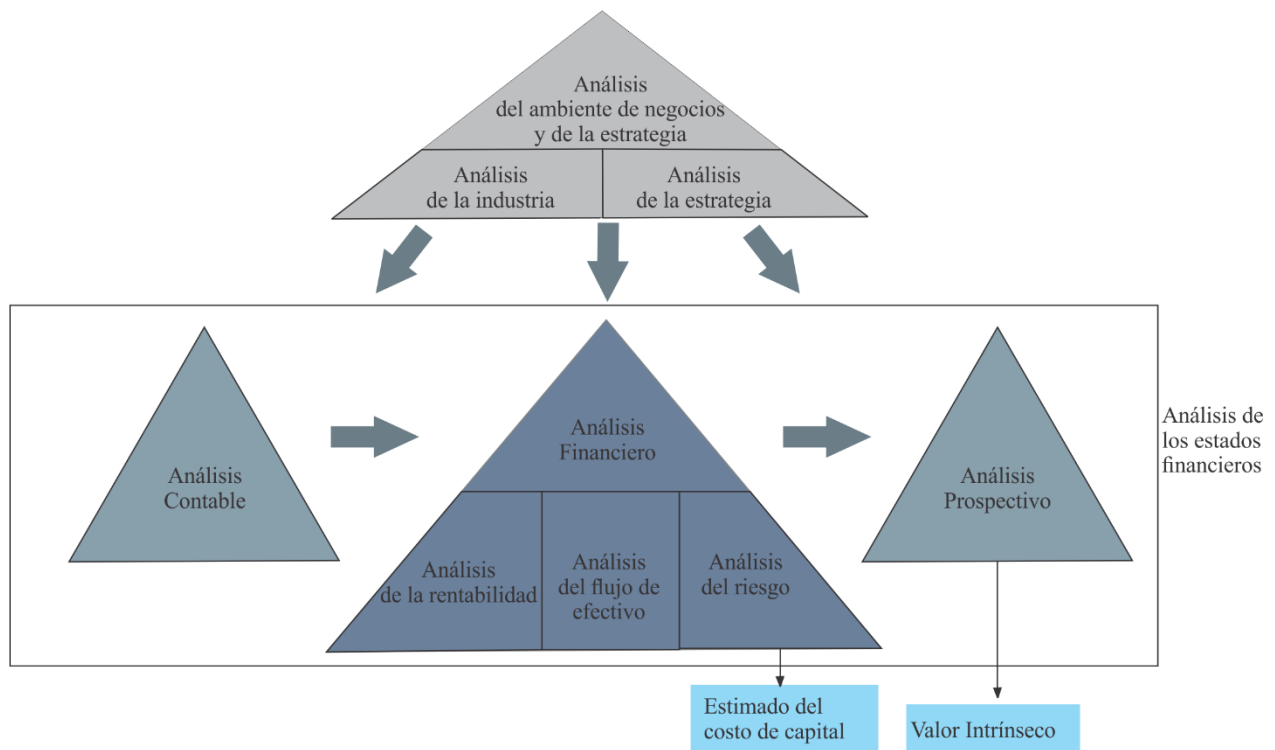 Análisis
del ambiente de negocios
y de la estrategia
Análisis
de la industria
Análisis
de la estrategia
Análisis
Contable
Análisis
Financiero
Análisis
de la rentabilidad
Análisis
del flujo de
efectivo
Análisis
del riesgo
Análisis
Prospectivo
Análisis de
los estados
financieros
Estimado del
costo de capital
Valor Intrínseco